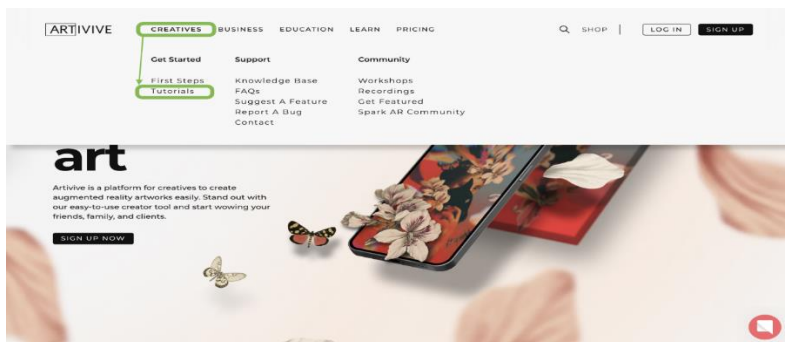 ARTIVIVE CREATIVES BUSINESS EDUCATION LEARN PRICING SHOP | LOG IN SIGN UP
Get Started Support Community
First Steps Knowledge Base Workshops
Tutorials FAQs Recordings
Suggest A Feature Get Featured
Report A Bug Spark AR Community
Contact
art
Artivive is a platform for creatives to create
augmented reality artworks easily. Stand out with
our easy-to-use creator tool and start wowing your
friends, family, and clients.
SIGN UP NOW